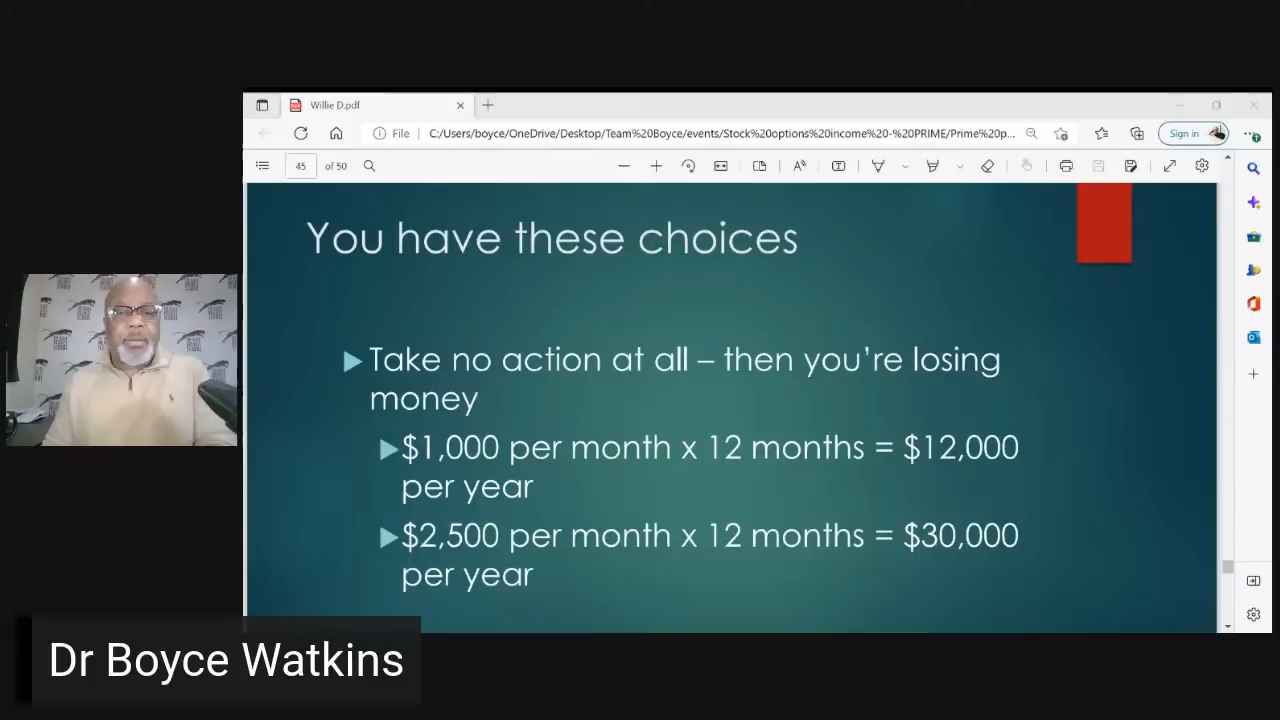 Willie D.pdf
File
C:/Users/boyce/OneDrive/Desktop/Team%20Boyce/events/Stock%20options%20income%20-%20PRIME/Prime%20p...
Sign in
45 of 50
You have these choices
Take no action at all – then you're losing
money
$1,000 per month x 12 months = $12,000
per year
$2,500 per month x 12 months = $30,000
per year
Dr Boyce Watkins